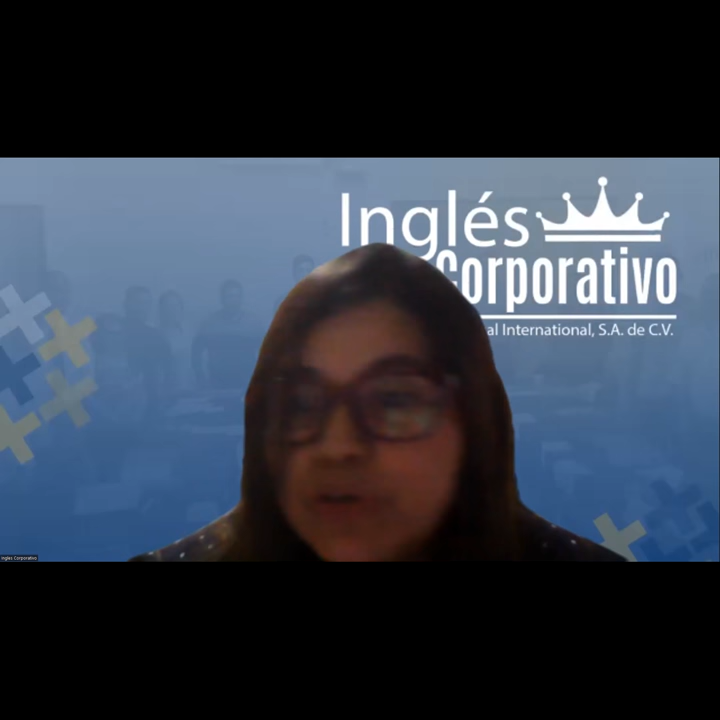 Inglés
Corporativo
al International, S.A. de C.V.
Inglés Corporativo